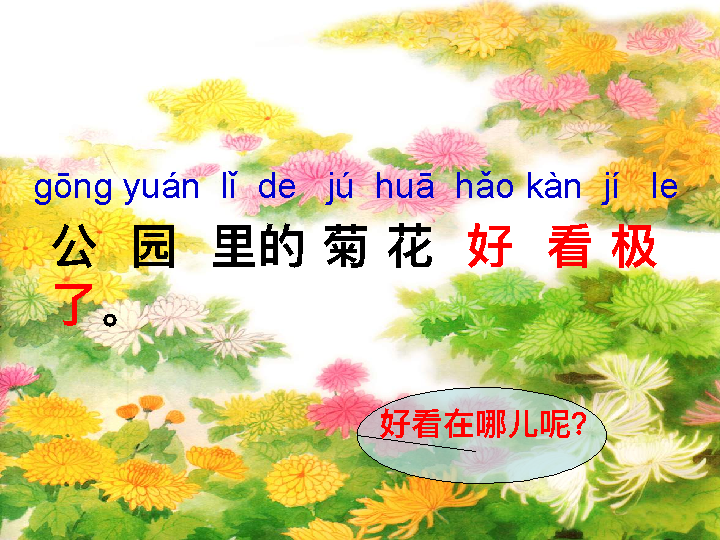 gōng yuán lǐ de jú huā hǎo kàn jí le
公 园 里的 菊 花 好 看 极
了。
好看在哪儿呢?